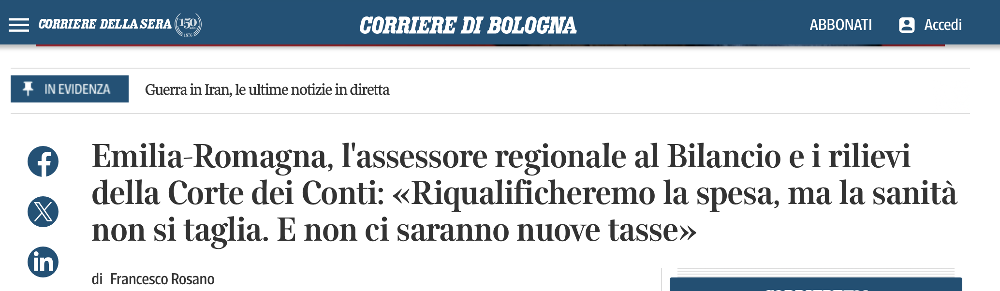 CORRIERE DELLA SERA 150 anni 1876
CORRIERE DI BOLOGNA
ABBONATI
Accedi
IN EVIDENZA
Guerra in Iran, le ultime notizie in diretta
Emilia-Romagna, l'assessore regionale al Bilancio e i rilievi
della Corte dei Conti: «Riqualificheremo la spesa, ma la sanità
non si taglia. E non ci saranno nuove tasse»
di Francesco Rosano